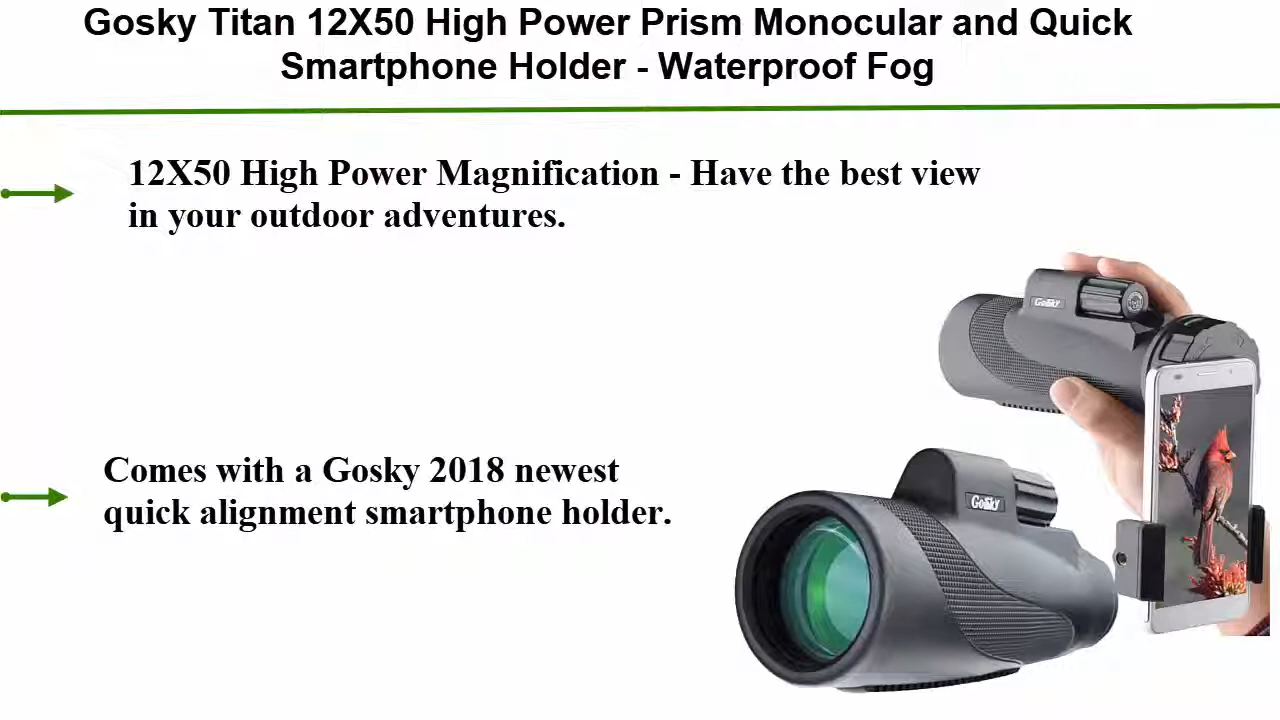 Gosky Titan 12X50 High Power Prism Monocular and Quick
Smartphone Holder - Waterproof Fog
12X50 High Power Magnification - Have the best view
in your outdoor adventures.
GoSky
Comes with a Gosky 2018 newest
quick alignment smartphone holder.
GoSky